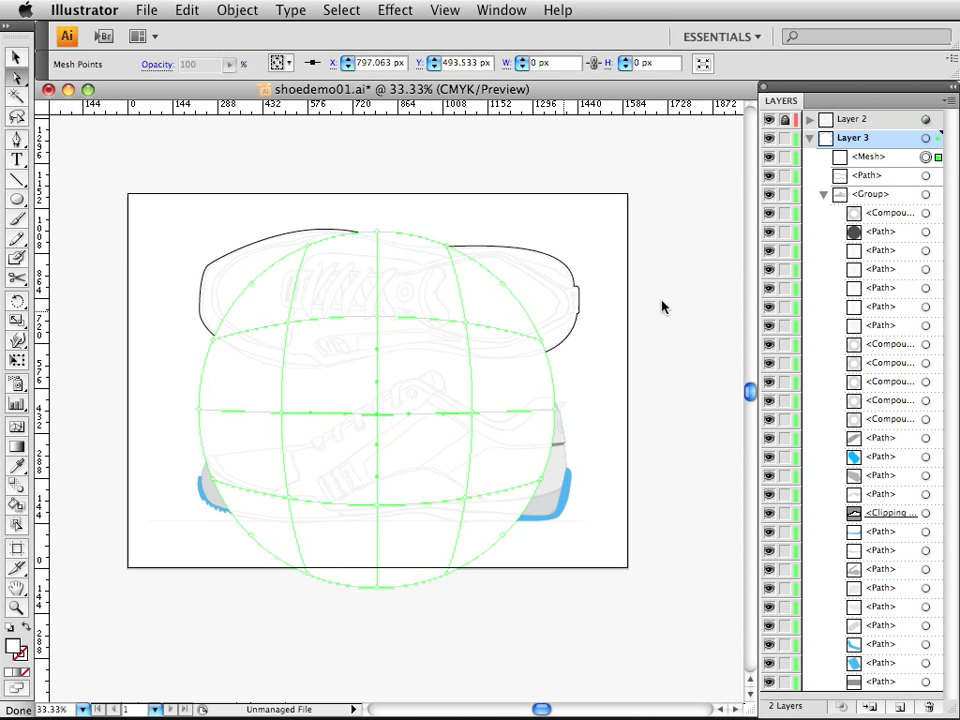 Illustrator File Edit Object Type Select Effect View Window Help
Ai Br ESSENTIALS
Mesh Points Opacity: 100 % X: 797.063 px Y: 493.533 px W: 0 px H: 0 px
shoedemo01.ai* @ 33.33% (CMYK/Preview)
LAYERS
144 0 144 288 432 576 720 864 1008 1152 1296 1440 1584 1728 1872
Layer 2
Layer 3
<Mesh>
<Path>
<Group>
<Compou...
<Path>
<Path>
<Path>
<Path>
<Path>
<Path>
<Compou...
<Compou...
<Compou...
<Compou...
<Compou...
<Path>
<Path>
<Path>
<Path>
<Clipping ...
<Path>
<Path>
<Path>
<Path>
<Path>
<Path>
<Path>
<Path>
<Path>
Done 33.33% 1 Unmanaged File
2 Layers